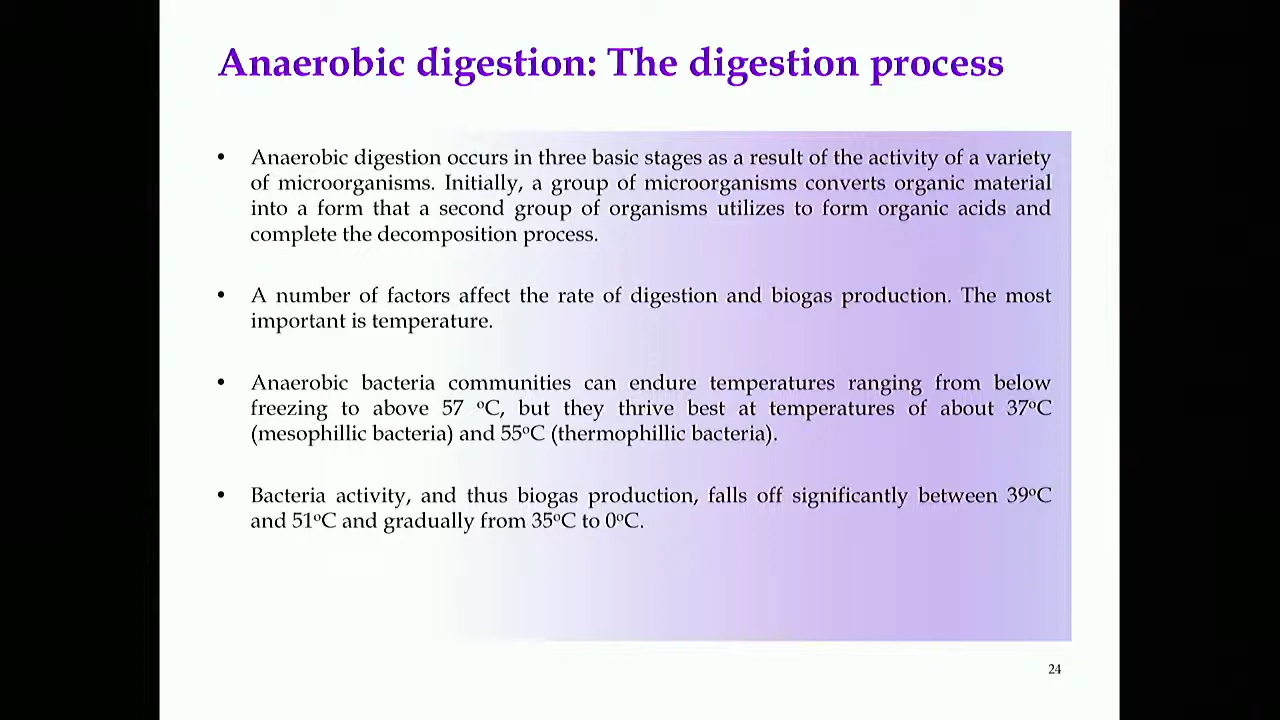 Anaerobic digestion: The digestion process
• Anaerobic digestion occurs in three basic stages as a result of the activity of a variety
of microorganisms. Initially, a group of microorganisms converts organic material
into a form that a second group of organisms utilizes to form organic acids and
complete the decomposition process.
• A number of factors affect the rate of digestion and biogas production. The most
important is temperature.
• Anaerobic bacteria communities can endure temperatures ranging from below
freezing to above 57 ºC, but they thrive best at temperatures of about 37ºC
(mesophillic bacteria) and 55ºC (thermophillic bacteria).
• Bacteria activity, and thus biogas production, falls off significantly between 39ºC
and 51ºC and gradually from 35ºC to 0ºC.
24